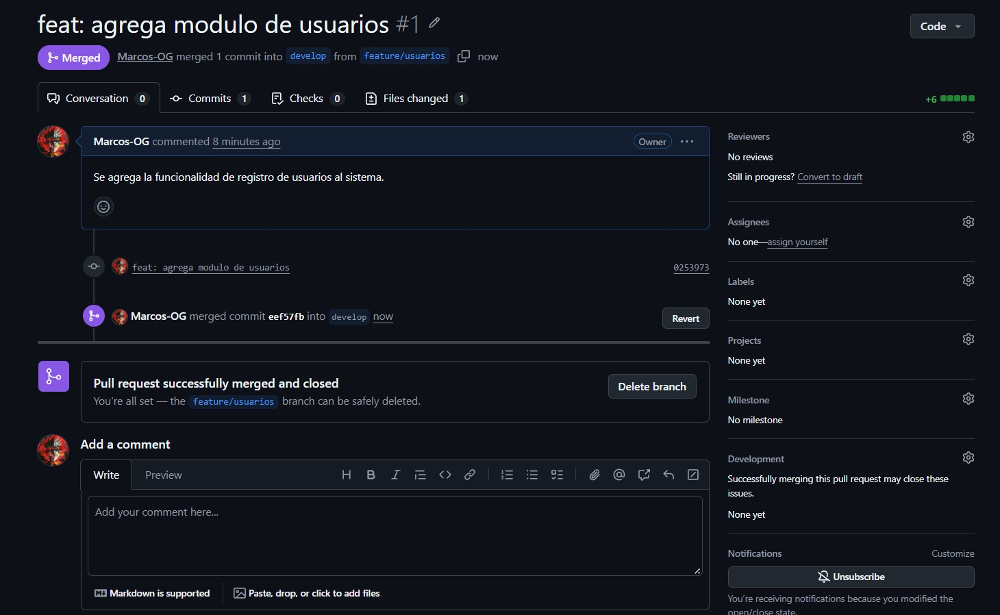 feat: agrega modulo de usuarios #1
Code
Merged Marcos-OG merged 1 commit into develop from feature/usuarios now
Conversation 0 Commits 1 Checks 0 Files changed 1
+6
Marcos-OG commented 8 minutes ago
Owner
Se agrega la funcionalidad de registro de usuarios al sistema.
feat: agrega modulo de usuarios
0253973
Marcos-OG merged commit eef57fb into develop now
Revert
Pull request successfully merged and closed
You're all set — the feature/usuarios branch can be safely deleted.
Delete branch
Add a comment
Write Preview
Add your comment here...
Markdown is supported
Paste, drop, or click to add files
Reviewers
No reviews
Still in progress? Convert to draft
Assignees
No one—assign yourself
Labels
None yet
Projects
None yet
Milestone
No milestone
Development
Successfully merging this pull request may close these
issues.
None yet
Notifications
Customize
Unsubscribe
You're receiving notifications because you modified the
open/close state.